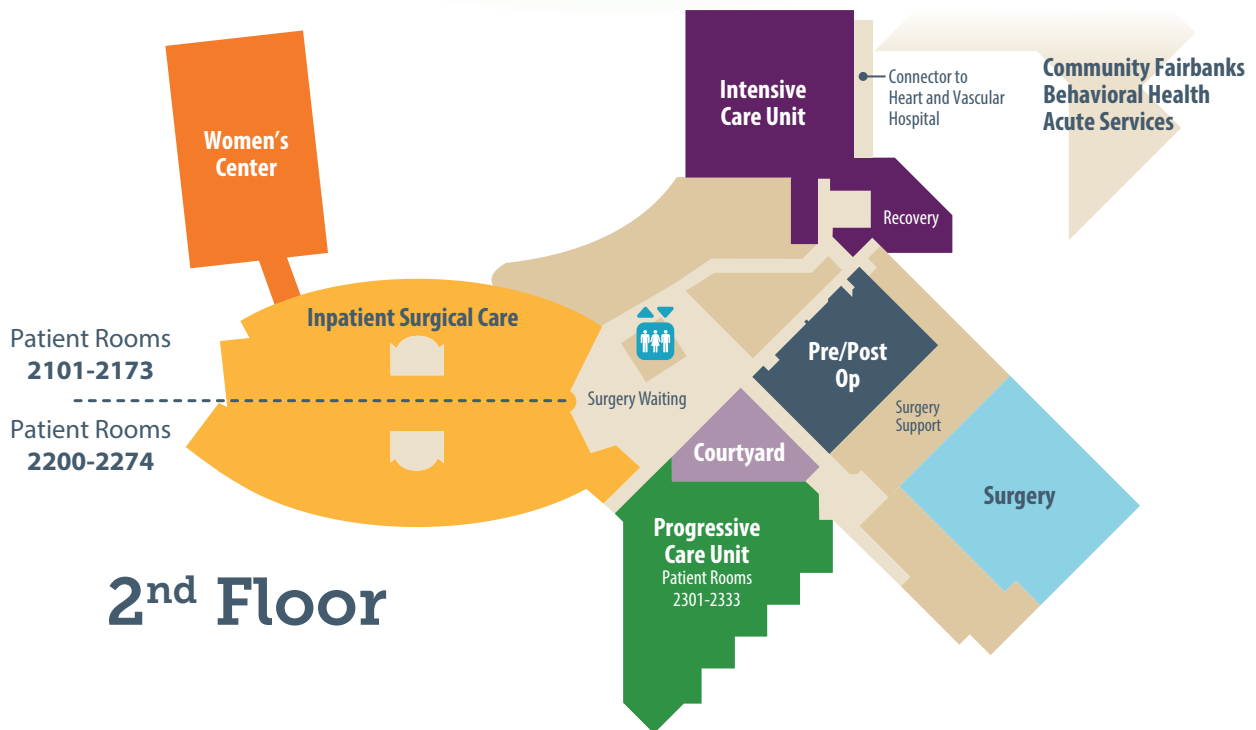 Women's
Center
Intensive
Care Unit
Connector to
Heart and Vascular
Hospital
Community Fairbanks
Behavioral Health
Acute Services
Recovery
Inpatient Surgical Care
Patient Rooms
2101-2173
Patient Rooms
2200-2274
Surgery Waiting
Pre/Post
Op
Surgery
Support
Courtyard
Surgery
Progressive
Care Unit
Patient Rooms
2301-2333
2nd Floor